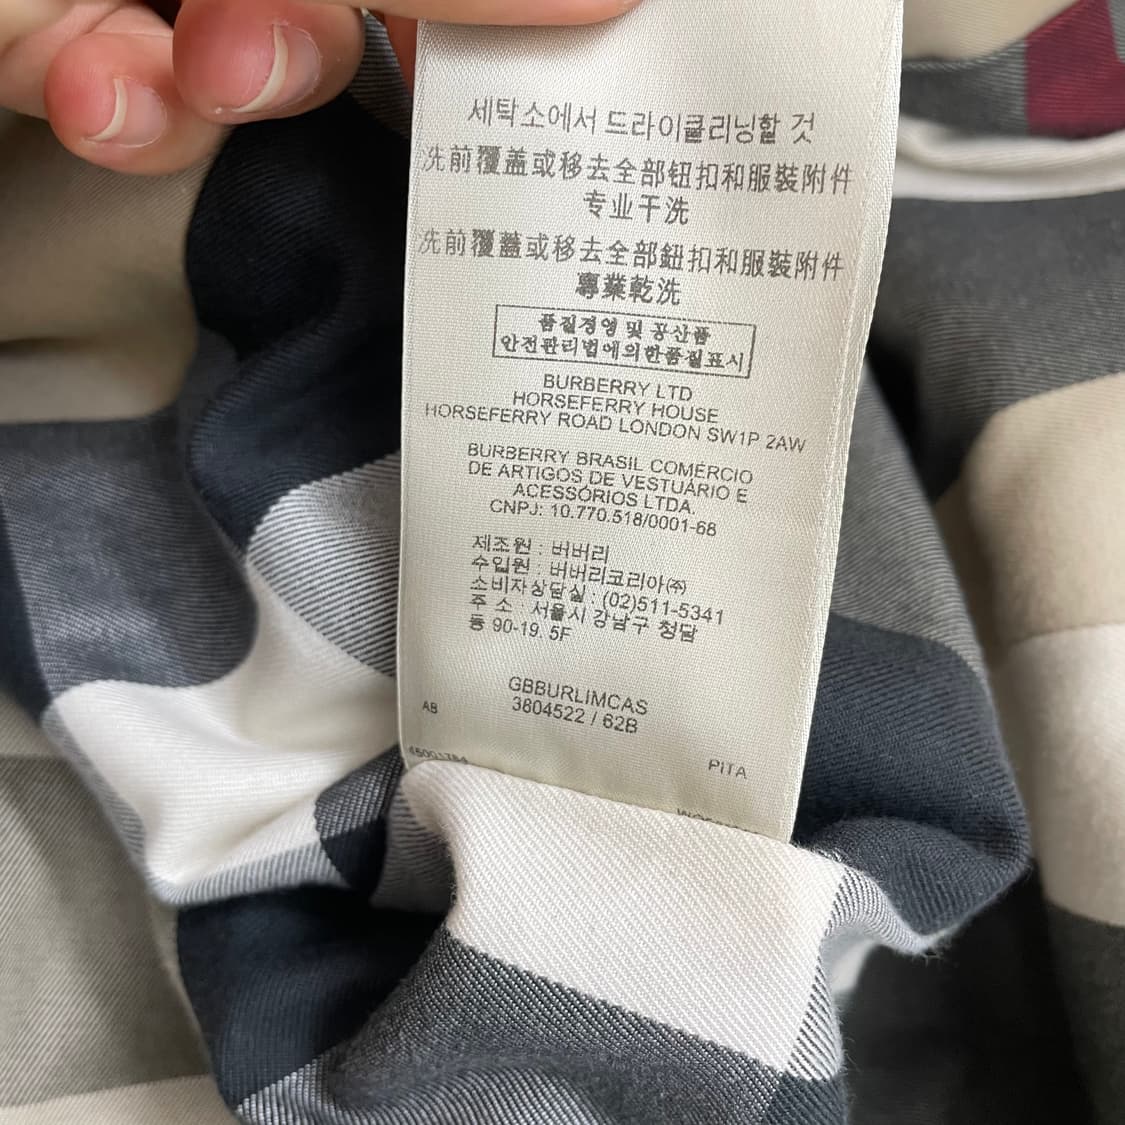 세탁소에서 드라이클리닝할 것
洗前覆盖或移去全部钮扣和服装附件
专业干洗
洗前覆蓋或移去全部鈕扣和服裝附件
專業乾洗
품질경영 및 공산품
안전관리법에의한품질표시
BURBERRY LTD
HORSEFERRY HOUSE
HORSEFERRY ROAD LONDON SW1P 2AW
BURBERRY BRASIL COMÉRCIO
DE ARTIGOS DE VESTUÁRIO E
ACESSÓRIOS LTDA.
CNPJ: 10.770.518/0001-68
제조원 : 버버리
수입원 : 버버리코리아㈜
소비자상담실 : (02)511-5341
주 소 : 서울시 강남구 청담
동 90-19 5F
GBBURLIMCAS
AB 3804522 / 62B
PITA